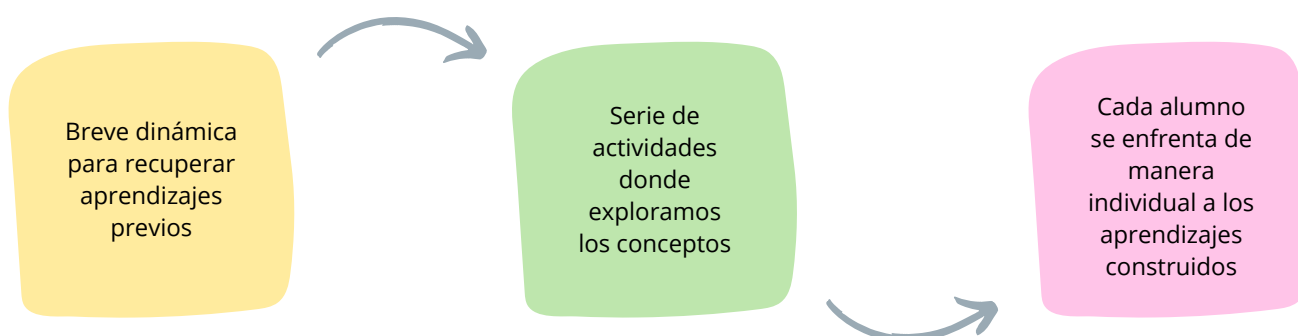 Breve dinámica
para recuperar
aprendizajes
previos
Serie de
actividades
donde
exploramos
los conceptos
Cada alumno
se enfrenta de
manera
individual a los
aprendizajes
construidos